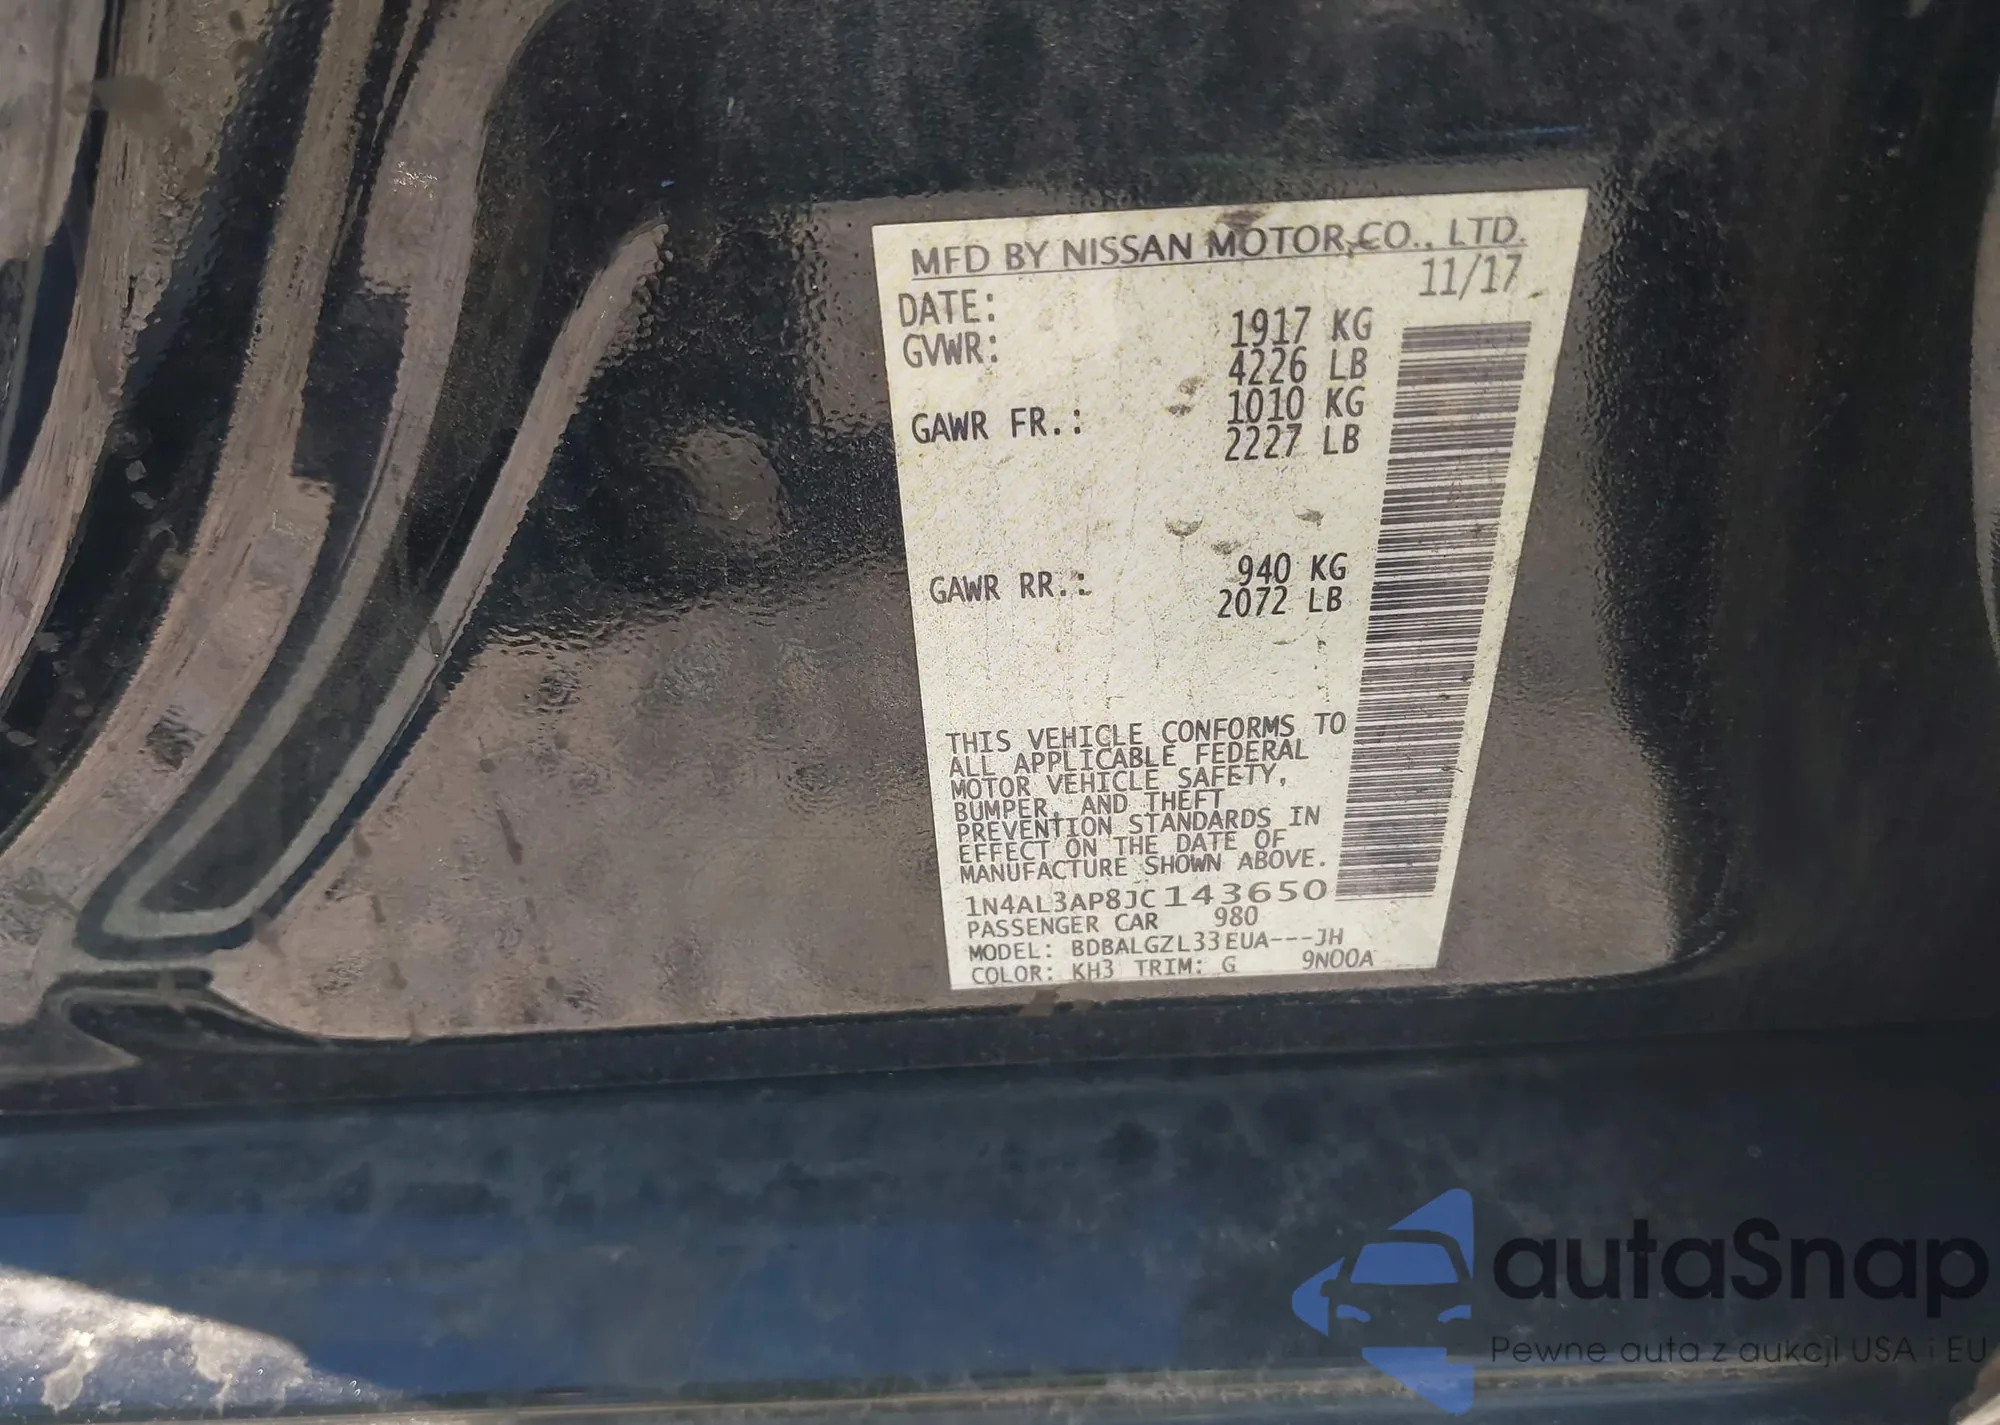 MFD BY NISSAN MOTOR CO., LTD.
DATE: 11/17
GVWR: 1917 KG
4226 LB
GAWR FR.: 1010 KG
2227 LB
GAWR RR.: 940 KG
2072 LB
THIS VEHICLE CONFORMS TO
ALL APPLICABLE FEDERAL
MOTOR VEHICLE SAFETY,
BUMPER, AND THEFT
PREVENTION STANDARDS IN
EFFECT ON THE DATE OF
MANUFACTURE SHOWN ABOVE.
1N4AL3AP8JC143650
PASSENGER CAR 980
MODEL: BDBALGZL33EUA---JH
COLOR: KH3 TRIM: G 9N00A
autaSnap
Pewne auta z aukcji USA i EU